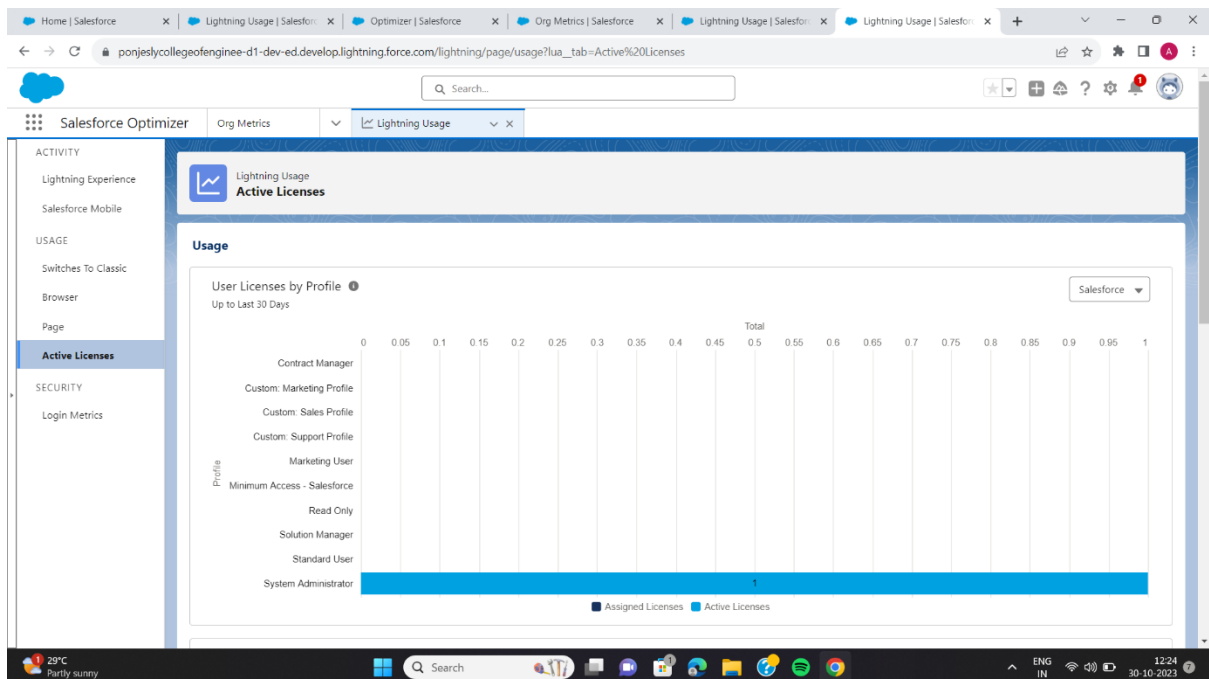 Home | Salesforce
Lightning Usage | Salesforc
Optimizer | Salesforce
Org Metrics | Salesforce
Lightning Usage | Salesfor
Lightning Usage | Salesfor
ponjeslycollegeofenginee-d1-dev-ed.develop.lightning.force.com/lightning/page/usage?lua__tab=Active%20Licenses
A
Search...
1
Salesforce Optimizer
Org Metrics
Lightning Usage
ACTIVITY
Lightning Experience
Salesforce Mobile
USAGE
Switches To Classic
Browser
Page
Active Licenses
SECURITY
Login Metrics
Lightning Usage
Active Licenses
Usage
User Licenses by Profile
Up to Last 30 Days
Salesforce
Total
0 0.05 0.1 0.15 0.2 0.25 0.3 0.35 0.4 0.45 0.5 0.55 0.6 0.65 0.7 0.75 0.8 0.85 0.9 0.95 1
Profile
Contract Manager
Custom: Marketing Profile
Custom: Sales Profile
Custom: Support Profile
Marketing User
Minimum Access - Salesforce
Read Only
Solution Manager
Standard User
System Administrator
1
Assigned Licenses Active Licenses
1
29°C
Partly sunny
Search
ENG
IN
12:24
30-10-2023
7